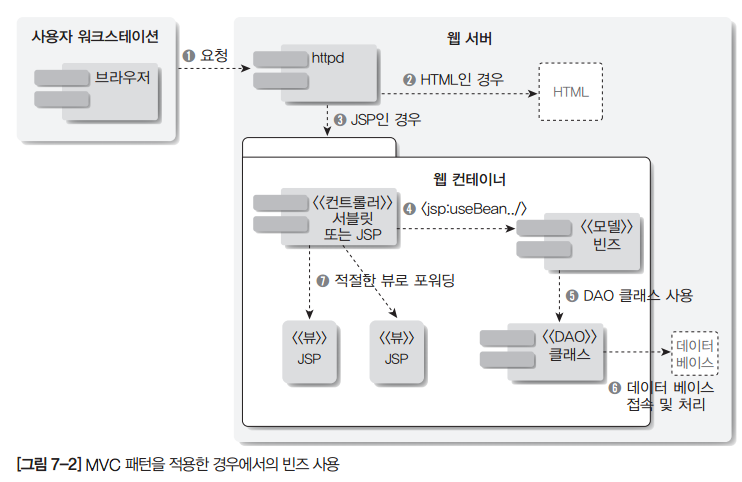 사용자 워크스테이션
브라우저
❶ 요청
웹 서버
httpd
❷ HTML인 경우
HTML
❸ JSP인 경우
웹 컨테이너
<<컨트롤러>>
서블릿
또는 JSP
❹ <jsp:useBean../>
<<모델>>
빈즈
❼ 적절한 뷰로 포워딩
❺ DAO 클래스 사용
<<뷰>>
JSP
<<뷰>>
JSP
<<DAO>>
클래스
데이터
베이스
❻ 데이터 베이스
접속 및 처리
[그림 7-2] MVC 패턴을 적용한 경우에서의 빈즈 사용